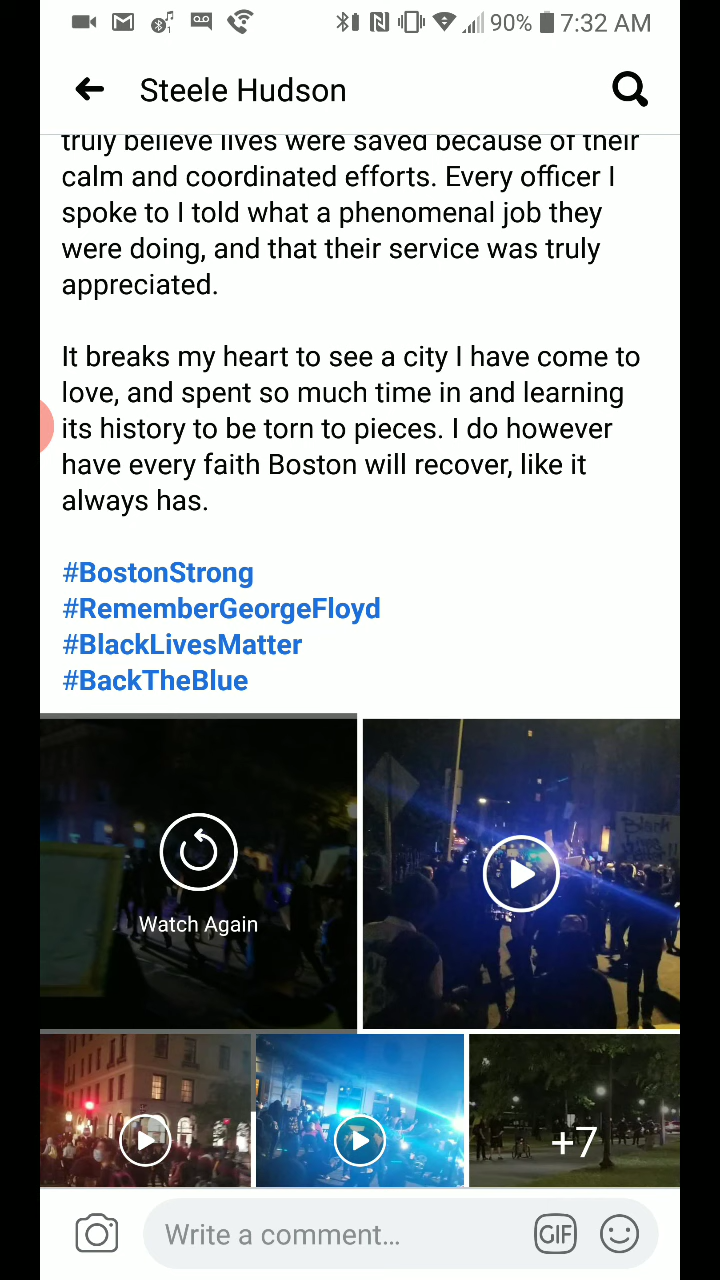 90% 7:32 AM
Steele Hudson
truly believe lives were saved because of their
calm and coordinated efforts. Every officer I
spoke to I told what a phenomenal job they
were doing, and that their service was truly
appreciated.
It breaks my heart to see a city I have come to
love, and spent so much time in and learning
its history to be torn to pieces. I do however
have every faith Boston will recover, like it
always has.
#BostonStrong
#RememberGeorgeFloyd
#BlackLivesMatter
#BackTheBlue
Watch Again
+7
Write a comment...
GIF